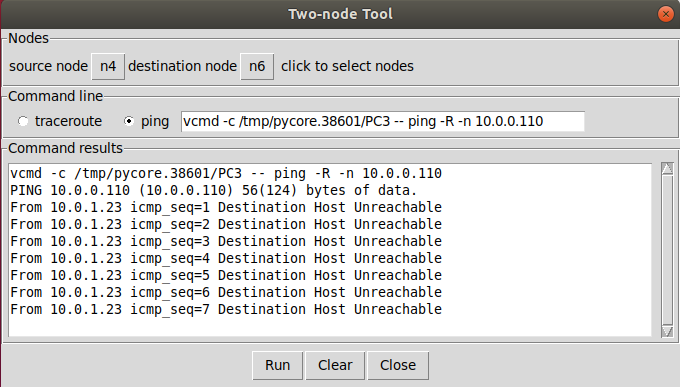 Two-node Tool
Nodes
source node n4 destination node n6 click to select nodes
Command line
traceroute ping vcmd -c /tmp/pycore.38601/PC3 -- ping -R -n 10.0.0.110
Command results
vcmd -c /tmp/pycore.38601/PC3 -- ping -R -n 10.0.0.110
PING 10.0.0.110 (10.0.0.110) 56(124) bytes of data.
From 10.0.1.23 icmp_seq=1 Destination Host Unreachable
From 10.0.1.23 icmp_seq=2 Destination Host Unreachable
From 10.0.1.23 icmp_seq=3 Destination Host Unreachable
From 10.0.1.23 icmp_seq=4 Destination Host Unreachable
From 10.0.1.23 icmp_seq=5 Destination Host Unreachable
From 10.0.1.23 icmp_seq=6 Destination Host Unreachable
From 10.0.1.23 icmp_seq=7 Destination Host Unreachable
Run Clear Close